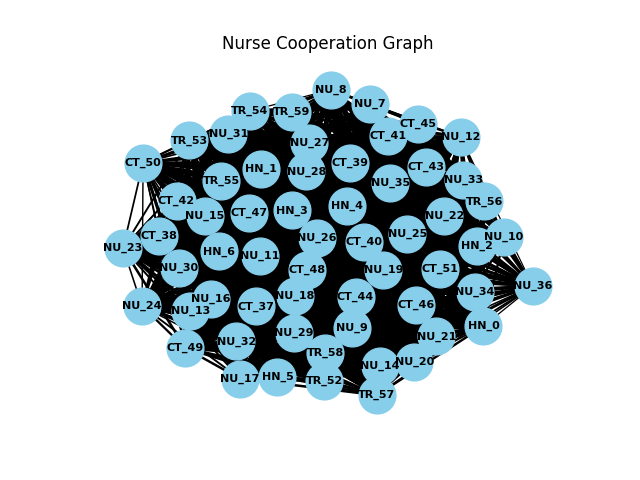 Nurse Cooperation Graph
NU_8
NU_7
TR_54
TR_59
CT_45
NU_31
CT_41
NU_12
TR_53
NU_27
CT_50
CT_39
CT_43
HN_1
NU_28
TR_55
NU_35
NU_33
CT_42
TR_56
HN_4
HN_3
CT_47
NU_15
NU_22
NU_25
CT_38
NU_10
NU_26
CT_40
HN_2
NU_23
HN_6
NU_11
NU_30
CT_48
NU_19
CT_51
NU_36
NU_34
NU_18
CT_44
NU_16
NU_24
CT_37
CT_46
NU_13
HN_0
NU_9
NU_29
NU_21
NU_32
CT_49
TR_58
NU_20
NU_14
HN_5
NU_17
TR_52
TR_57